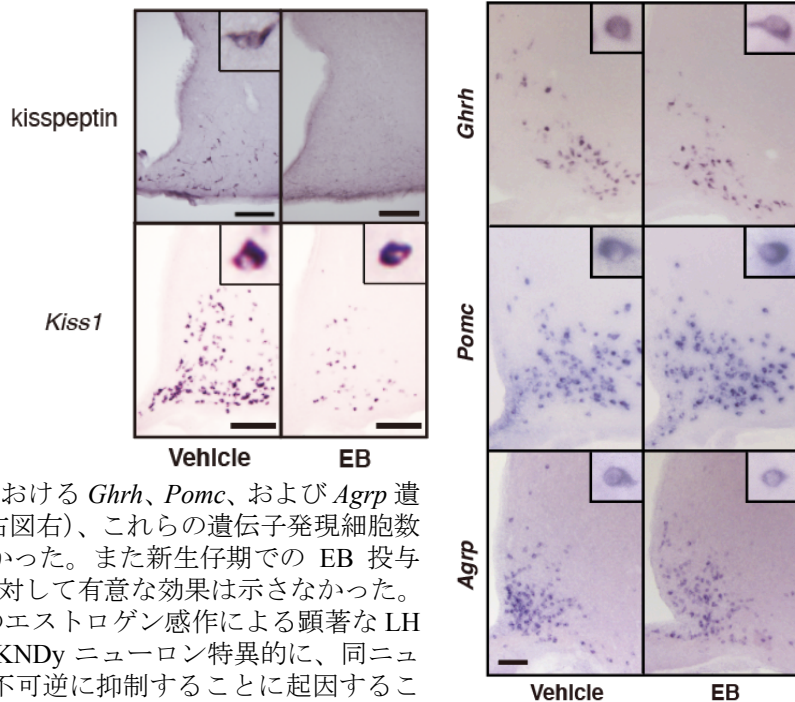 kisspeptin
Kiss1
Vehicle EB
Ghrh
Pomc
Agrp
Vehicle EB
おける Ghrh、Pomc、および Agrp 遺
右図右)、これらの遺伝子発現細胞数
かった。また新生仔期での EB 投与
対して有意な効果は示さなかった。
のエストロゲン感作による顕著な LH
KNDy ニューロン特異的に、同ニュ
不可逆に抑制することに起因するこ